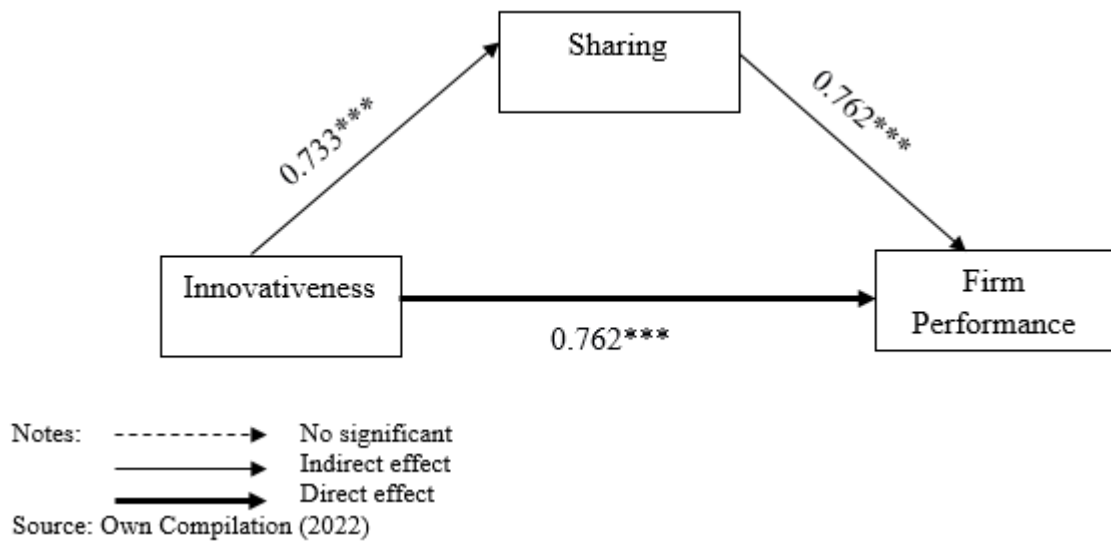 Sharing
0.733***
0.762***
Innovativeness
Firm
Performance
0.762***
Notes:
No significant
Indirect effect
Direct effect
Source: Own Compilation (2022)